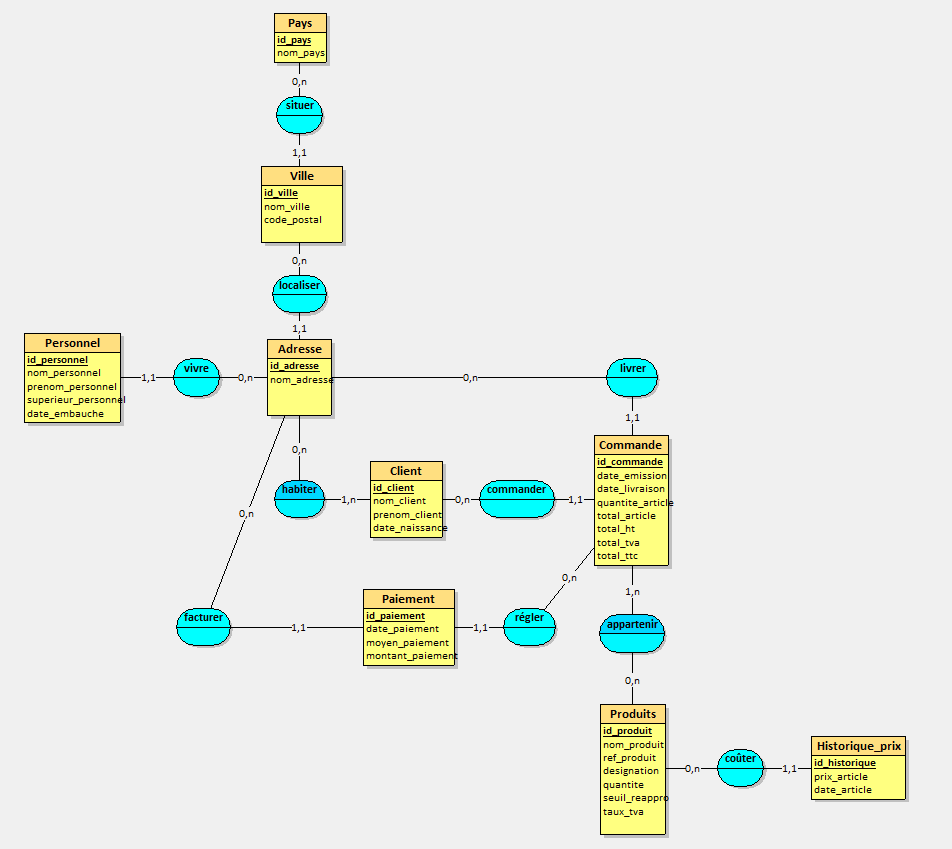 Pays
id_pays
nom_pays
0,n
situer
1,1
Ville
id_ville
nom_ville
code_postal
0,n
localiser
1,1
Personnel
id_personnel
nom_personnel
prenom_personnel
superieur_personnel
date_embauche
1,1
vivre
0,n
Adresse
id_adresse
nom_adresse
0,n
livrer
1,1
0,n
habiter
1,n
Client
id_client
nom_client
prenom_client
date_naissance
0,n
commander
1,1
Commande
id_commande
date_emission
date_livraison
quantite_article
total_article
total_ht
total_tva
total_ttc
0,n
facturer
1,1
Paiement
id_paiement
date_paiement
moyen_paiement
montant_paiement
1,1
régler
0,n
1,n
appartenir
0,n
Produits
id_produit
nom_produit
ref_produit
designation
quantite
seuil_reappro
taux_tva
0,n
coûter
1,1
Historique_prix
id_historique
prix_article
date_article